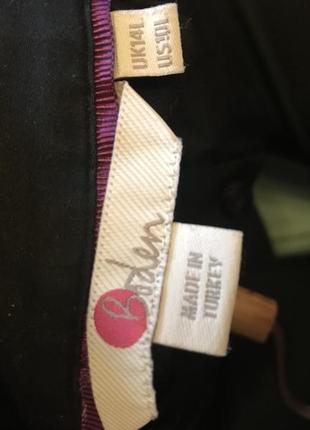 UK14L
US10L
Boden
MADE IN
TURKEY